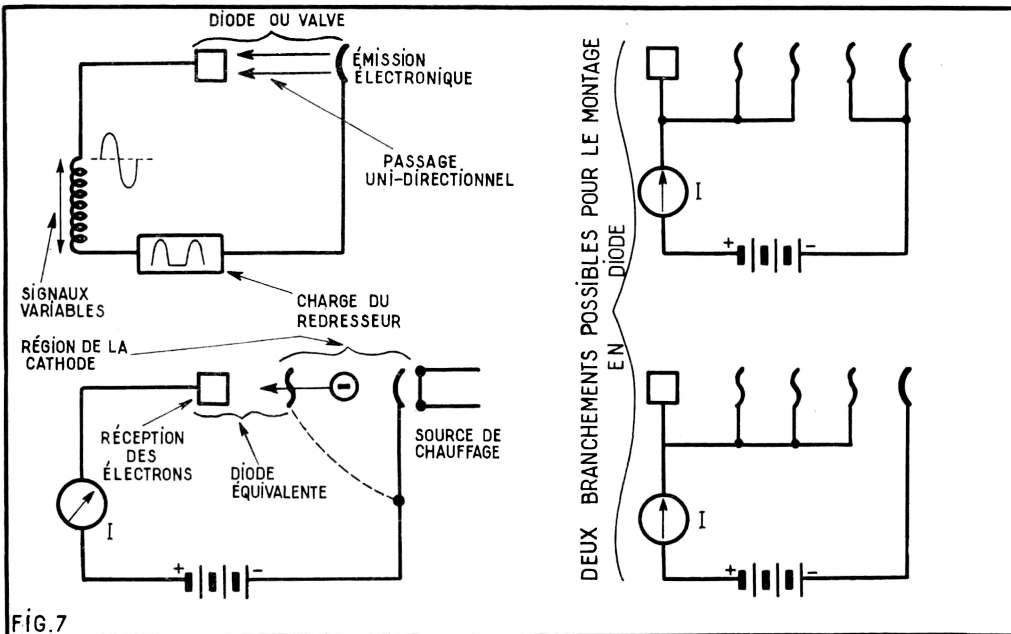 DIODE OU VALVE
ÉMISSION
ÉLECTRONIQUE
PASSAGE
UNI-DIRECTIONNEL
SIGNAUX
VARIABLES
CHARGE DU
REDRESSEUR
RÉGION DE LA
CATHODE
RÉCEPTION
DES
ÉLECTRONS
DIODE
ÉQUIVALENTE
SOURCE DE
CHAUFFAGE
I
+ -
DEUX BRANCHEMENTS POSSIBLES POUR LE MONTAGE
EN DIODE
I
+ -
I
+ -
FIG.7